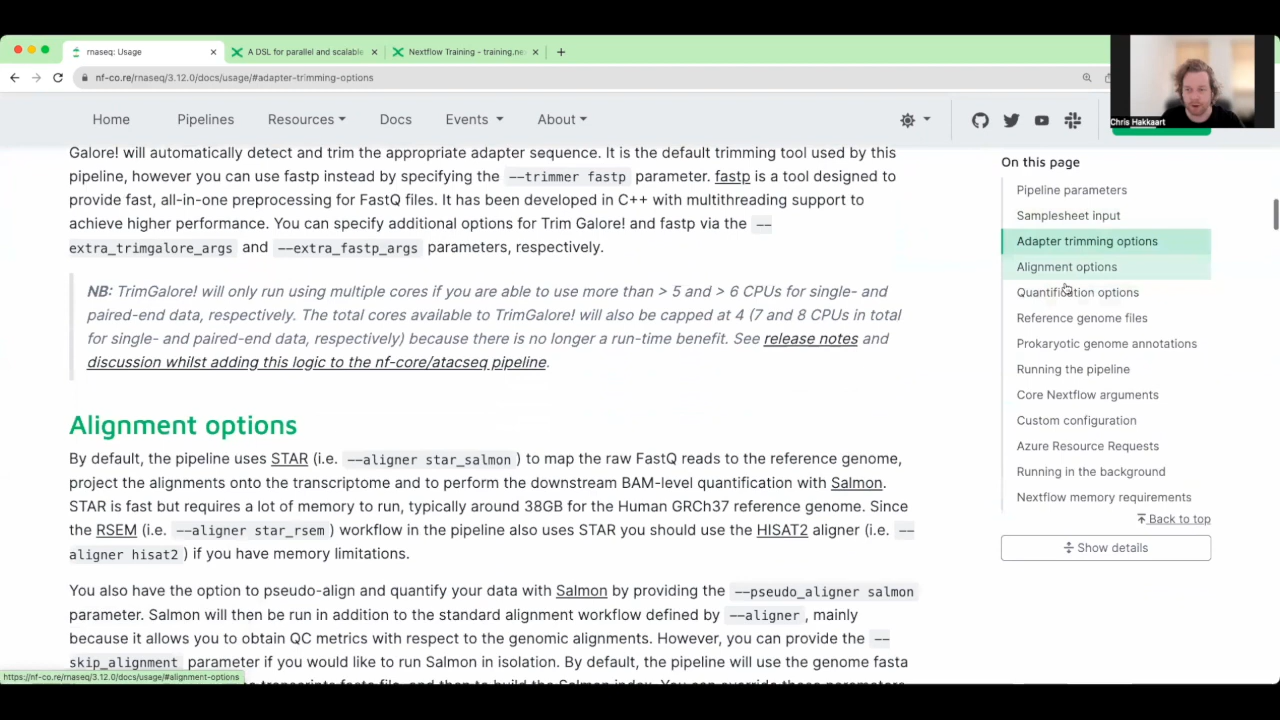 rnaseq: Usage
A DSL for parallel and scalable
Nextflow Training - training.ne
nf-co.re/rnaseq/3.12.0/docs/usage/#adapter-trimming-options
Chris Hakkaart
Home
Pipelines
Resources
Docs
Events
About
Galore! will automatically detect and trim the appropriate adapter sequence. It is the default trimming tool used by this
pipeline, however you can use fastp instead by specifying the --trimmer fastp parameter. fastp is a tool designed to
provide fast, all-in-one preprocessing for FastQ files. It has been developed in C++ with multithreading support to
achieve higher performance. You can specify additional options for Trim Galore! and fastp via the --
extra_trimgalore_args and --extra_fastp_args parameters, respectively.
NB: TrimGalore! will only run using multiple cores if you are able to use more than > 5 and > 6 CPUs for single- and
paired-end data, respectively. The total cores available to TrimGalore! will also be capped at 4 (7 and 8 CPUs in total
for single- and paired-end data, respectively) because there is no longer a run-time benefit. See release notes and
discussion whilst adding this logic to the nf-core/atacseq pipeline.
Alignment options
By default, the pipeline uses STAR (i.e. --aligner star_salmon ) to map the raw FastQ reads to the reference genome,
project the alignments onto the transcriptome and to perform the downstream BAM-level quantification with Salmon.
STAR is fast but requires a lot of memory to run, typically around 38GB for the Human GRCh37 reference genome. Since
the RSEM (i.e. --aligner star_rsem ) workflow in the pipeline also uses STAR you should use the HISAT2 aligner (i.e. --
aligner hisat2 ) if you have memory limitations.
You also have the option to pseudo-align and quantify your data with Salmon by providing the --pseudo_aligner salmon
parameter. Salmon will then be run in addition to the standard alignment workflow defined by --aligner , mainly
because it allows you to obtain QC metrics with respect to the genomic alignments. However, you can provide the --
skip_alignment parameter if you would like to run Salmon in isolation. By default, the pipeline will use the genome fasta
On this page
Pipeline parameters
Samplesheet input
Adapter trimming options
Alignment options
Quantification options
Reference genome files
Prokaryotic genome annotations
Running the pipeline
Core Nextflow arguments
Custom configuration
Azure Resource Requests
Running in the background
Nextflow memory requirements
Back to top
Show details
https://nf-co.re/rnaseq/3.12.0/docs/usage/#alignment-options